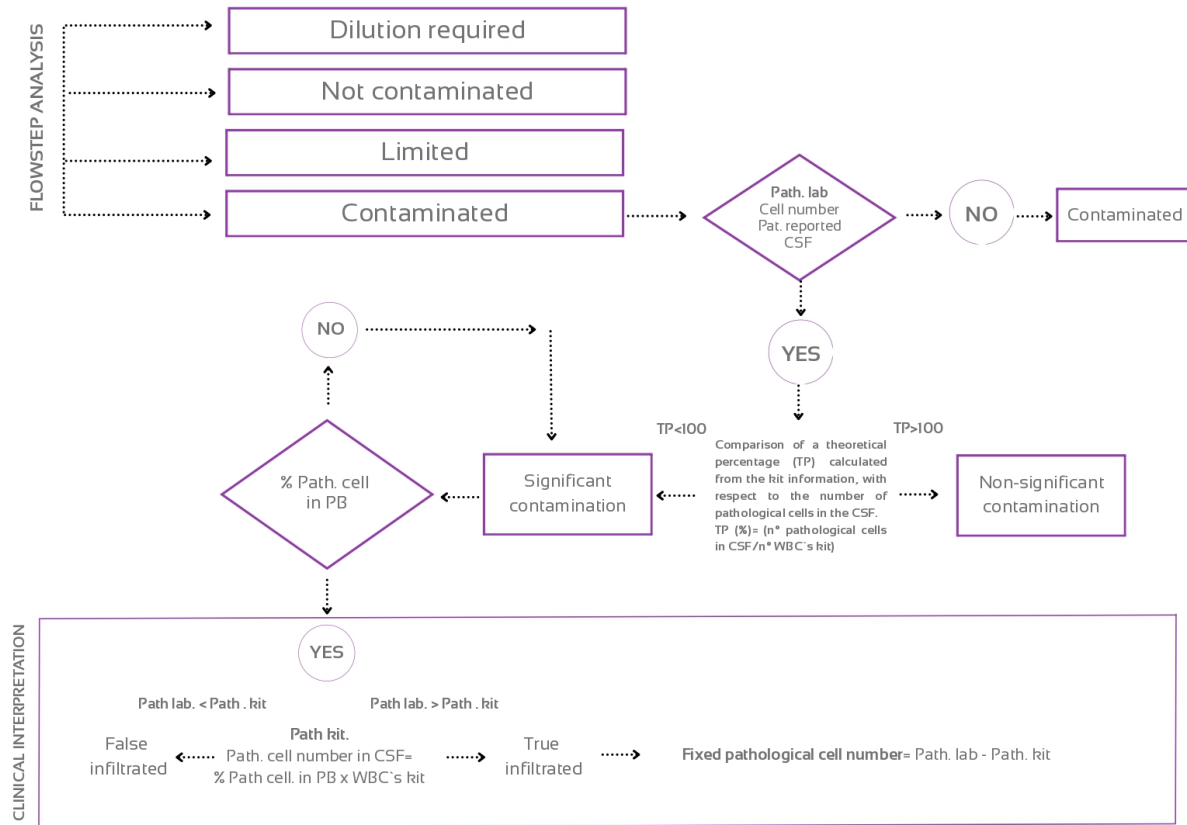 FLOWSTEP ANALYSIS
Dilution required
Not contaminated
Limited
Contaminated
Path. lab
Cell number
Pat. reported
CSF
NO
Contaminated
YES
NO
TP<100
TP>100
Comparison of a theoretical
percentage (TP) calculated
from the kit information, with
respect to the number of
pathological cells in the CSF.
TP (%)= (n° pathological cells
in CSF/n° WBC`s kit)
Non-significant
contamination
Significant
contamination
% Path. cell
in PB
CLINICAL INTERPRETATION
YES
Path lab. < Path . kit
Path lab. > Path . kit
False
infiltrated
Path kit.
Path. cell number in CSF=
% Path cell. in PB x WBC`s kit
True
infiltrated
Fixed pathological cell number= Path. lab - Path. kit